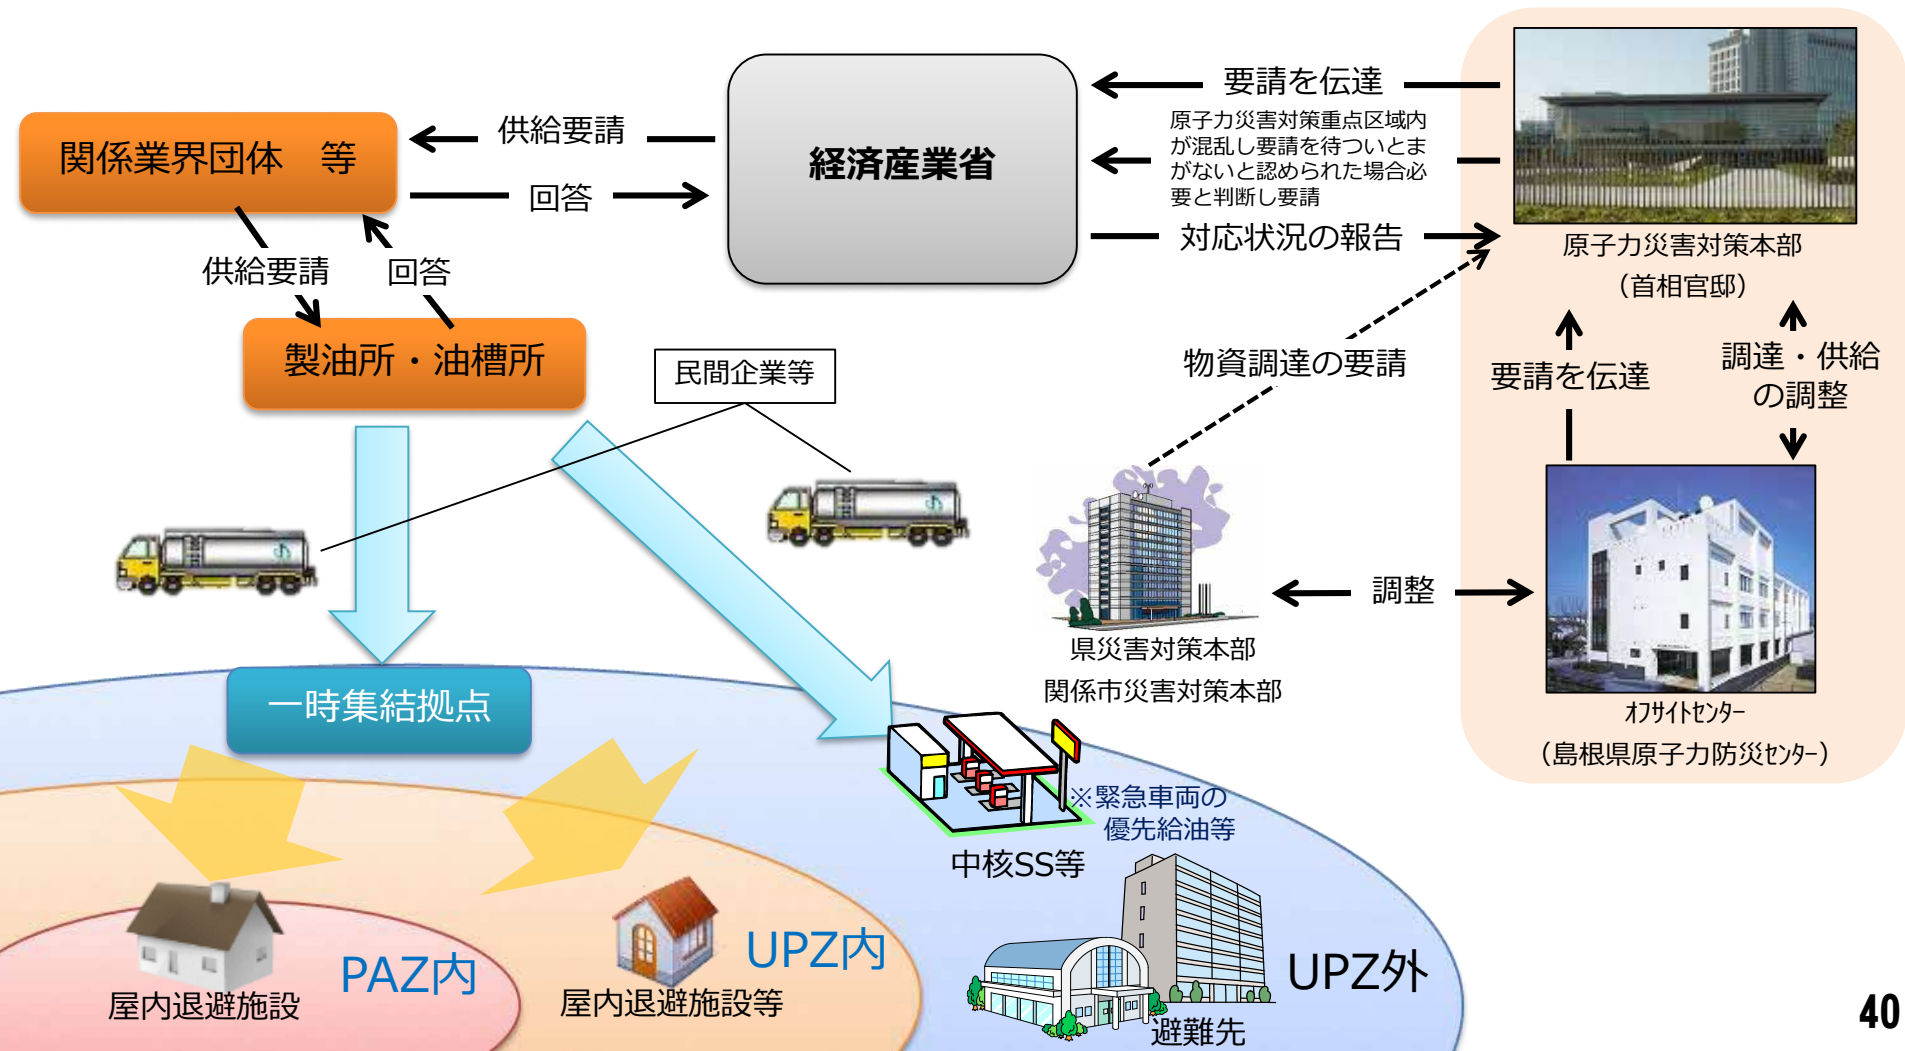 要請を伝達
原子力災害対策重点区域内
が混乱し要請を待ついとま
がないと認められた場合必
要と判断し要請
対応状況の報告
経済産業省
供給要請
回答
関係業界団体　等
供給要請
回答
製油所・油槽所
民間企業等
原子力災害対策本部
（首相官邸）
物資調達の要請
要請を伝達
調達・供給
の調整
調整
県災害対策本部
関係市災害対策本部
ｵﾌｻｲﾄｾﾝﾀｰ
（島根県原子力防災ｾﾝﾀｰ）
一時集結拠点
※緊急車両の
優先給油等
中核SS等
PAZ内
屋内退避施設
UPZ内
屋内退避施設等
UPZ外
避難先
40